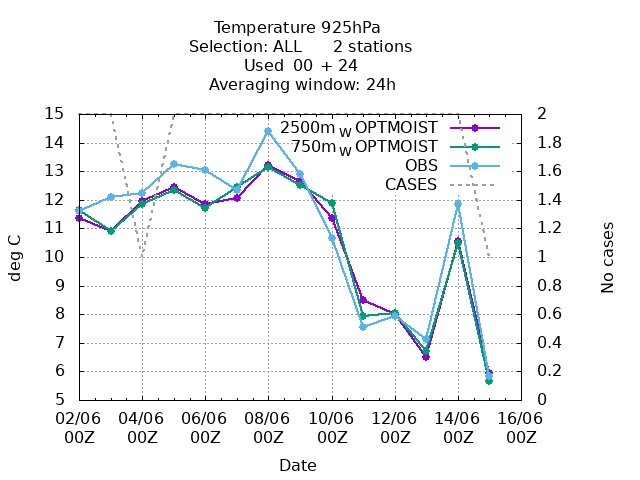 Temperature 925hPa
Selection: ALL 2 stations
Used 00 + 24
Averaging window: 24h
2500m W OPTMOIST
750m W OPTMOIST
OBS
CASES
deg C
15
14
13
12
11
10
9
8
7
6
5
No cases
2
1.8
1.6
1.4
1.2
1
0.8
0.6
0.4
0.2
0
02/06 04/06 06/06 08/06 10/06 12/06 14/06 16/06
00Z 00Z 00Z 00Z 00Z 00Z 00Z 00Z
Date